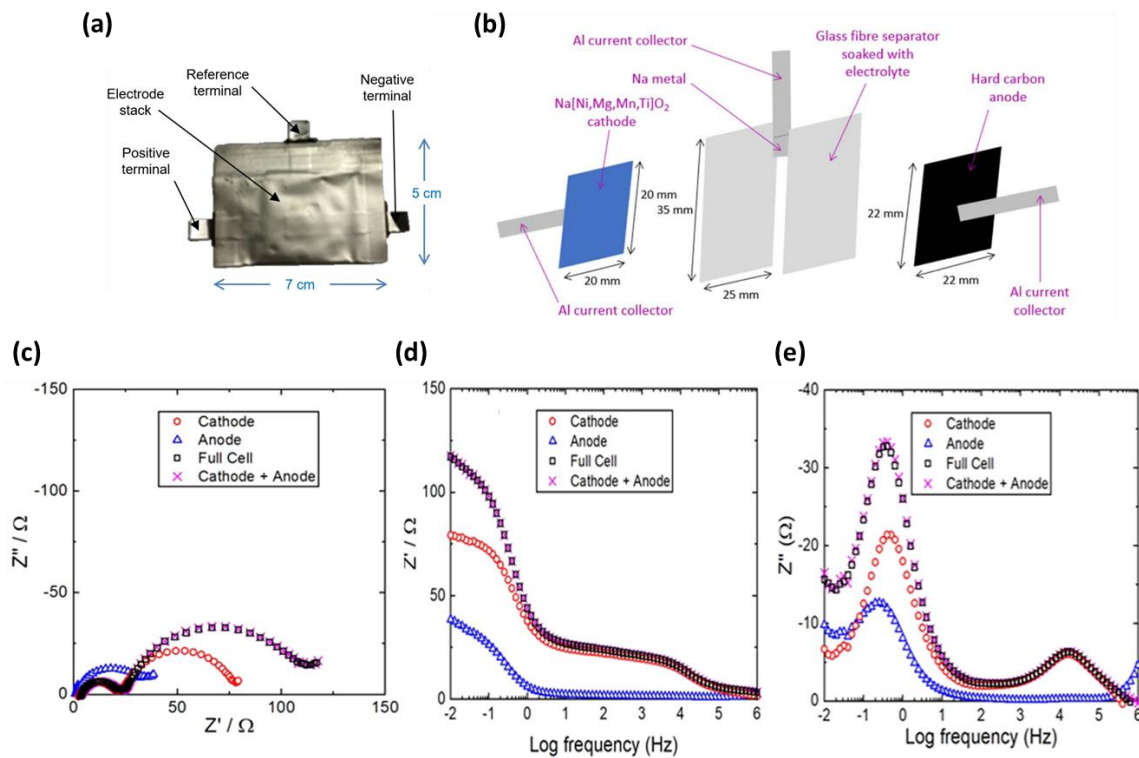 (a)
Reference
terminal
Negative
terminal
Electrode
stack
Positive
terminal
5 cm
7 cm
(b)
Al current collector
Glass fibre separator
soaked with
electrolyte
Na metal
Hard carbon
anode
Na[Ni,Mg,Mn,Ti]O₂
cathode
20 mm
35 mm
22 mm
20 mm
25 mm
22 mm
Al current collector
Al current
collector
(c)
-150
-100
-50
0
0 50 100 150
Z'' / Ω
Z' / Ω
Cathode
Anode
Full Cell
Cathode + Anode
(d)
150
100
50
0
-2 -1 0 1 2 3 4 5 6
Z' / Ω
Log frequency (Hz)
Cathode
Anode
Full Cell
Cathode + Anode
(e)
-40
-30
-20
-10
0
-2 -1 0 1 2 3 4 5 6
Z'' (Ω)
Log frequency (Hz)
Cathode
Anode
Full Cell
Cathode + Anode